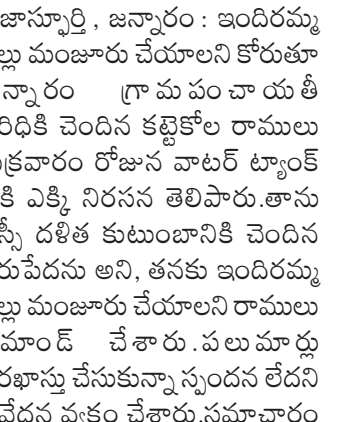 జాస్ఫూర్తి, జన్నారం : ఇందిరమ్మ
ల్లు మంజూరు చేయాలని కోరుతూ
న్నారం గ్రామపంచాయతీ
రిధికి చెందిన కట్టెకోల రాములు
క్రవారం రోజున వాటర్ ట్యాంక్
కి ఎక్కి నిరసన తెలిపారు.తాను
స్సీ దళిత కుటుంబానికి చెందిన
రుపేదను అని, తనకు ఇందిరమ్మ
ల్లు మంజూరు చేయాలని రాములు
మాండ్ చేశారు.పలుమార్లు
రఖాస్తు చేసుకున్నా స్పందన లేదని
వేదన వ్యక్తం చేశారు.సమాచారం